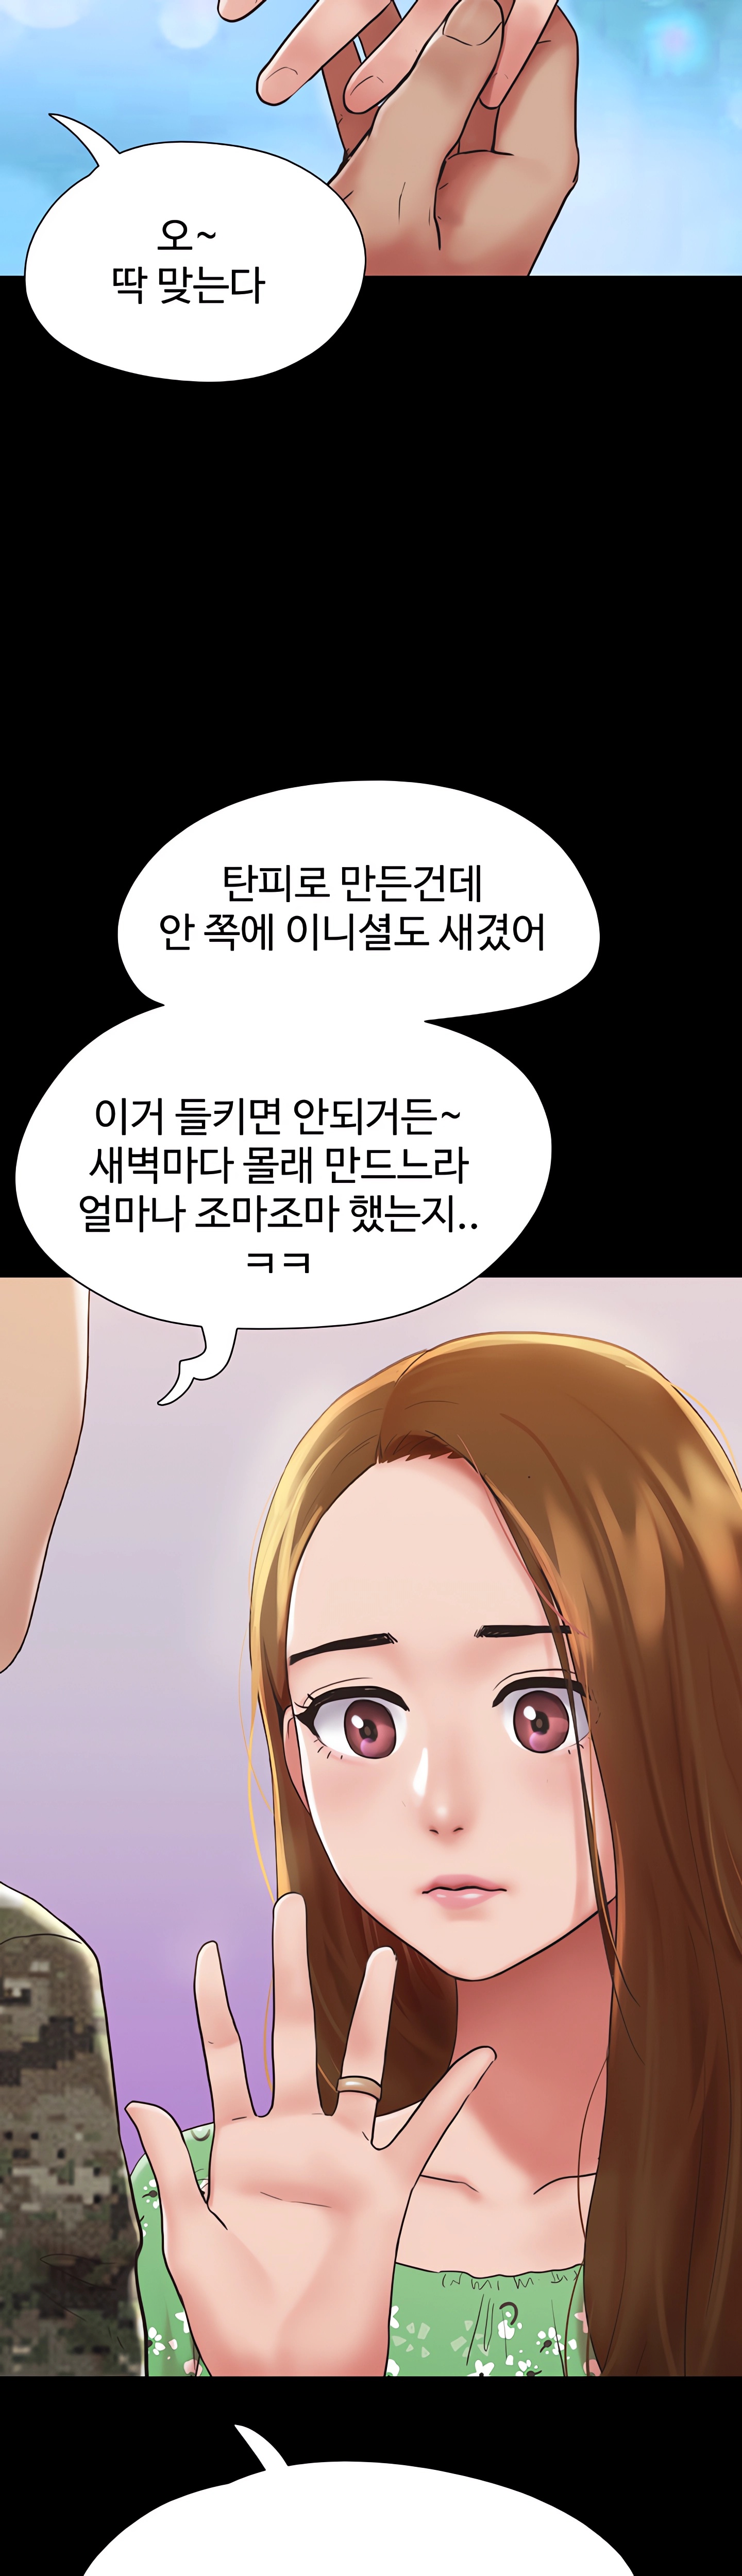 오~
딱 맞는다
탄피로 만든건데
안 쪽에 이니셜도 새겼어
이거 들키면 안되거든~
새벽마다 몰래 만드느라
얼마나 조마조마 했는지..
ㅋㅋ